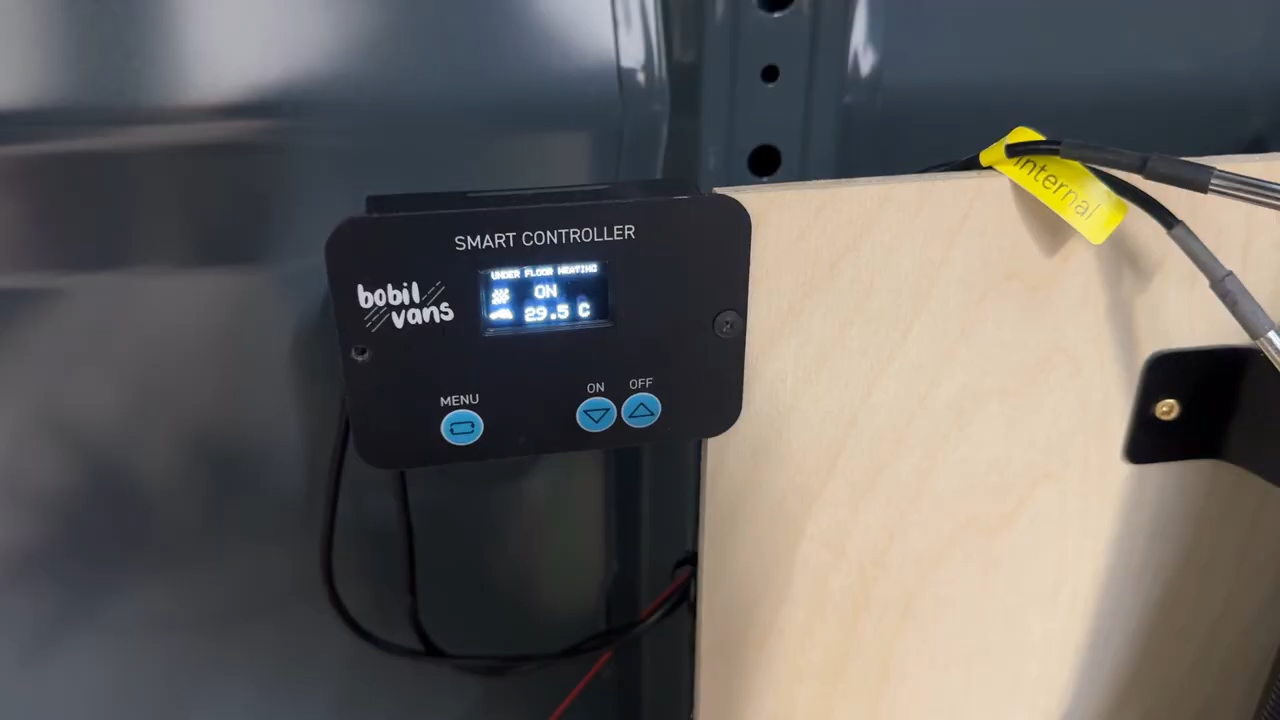 SMART CONTROLLER
bobil
vans
UNDER FLOOR HEATING
ON
29.5 C
MENU
ON
OFF
internal